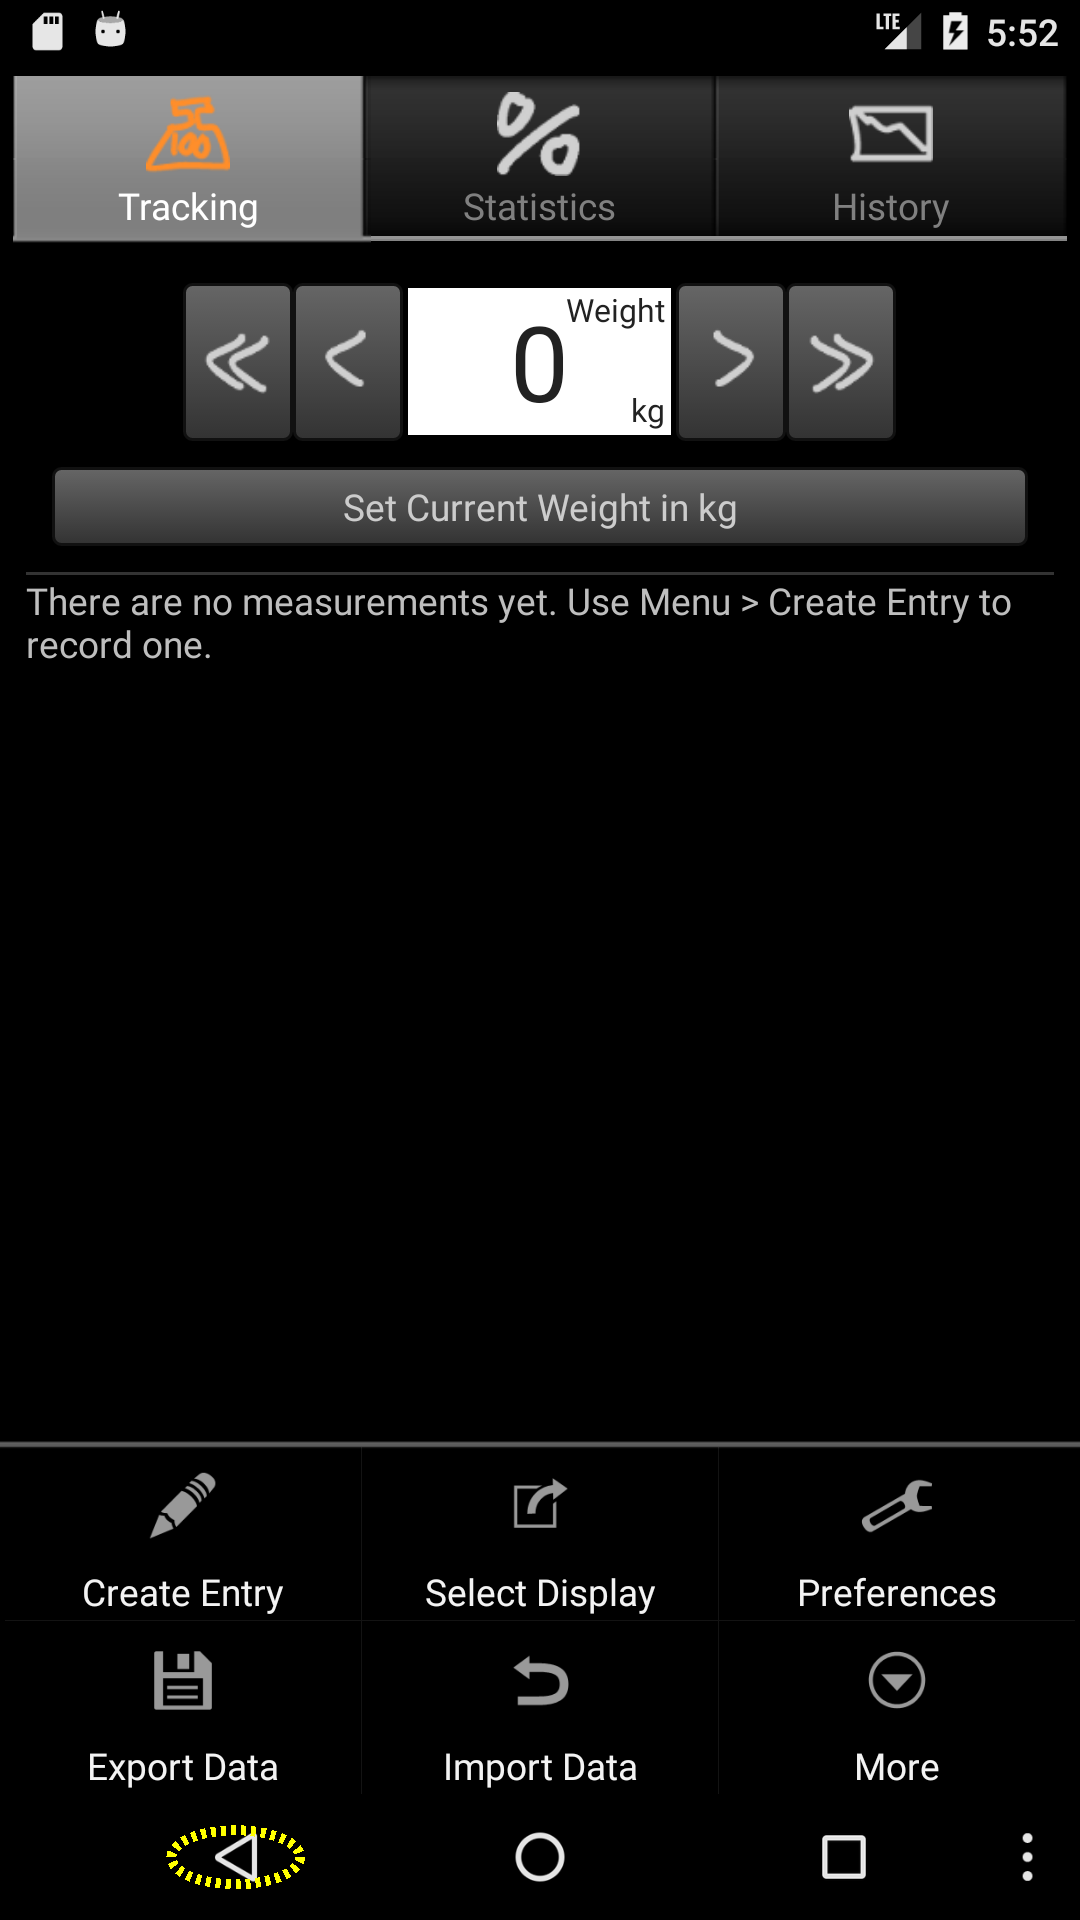 LTE 5:52
100
Tracking
Statistics
History
Weight
0
kg
Set Current Weight in kg
There are no measurements yet. Use Menu > Create Entry to
record one.
Create Entry
Select Display
Preferences
Export Data
Import Data
More